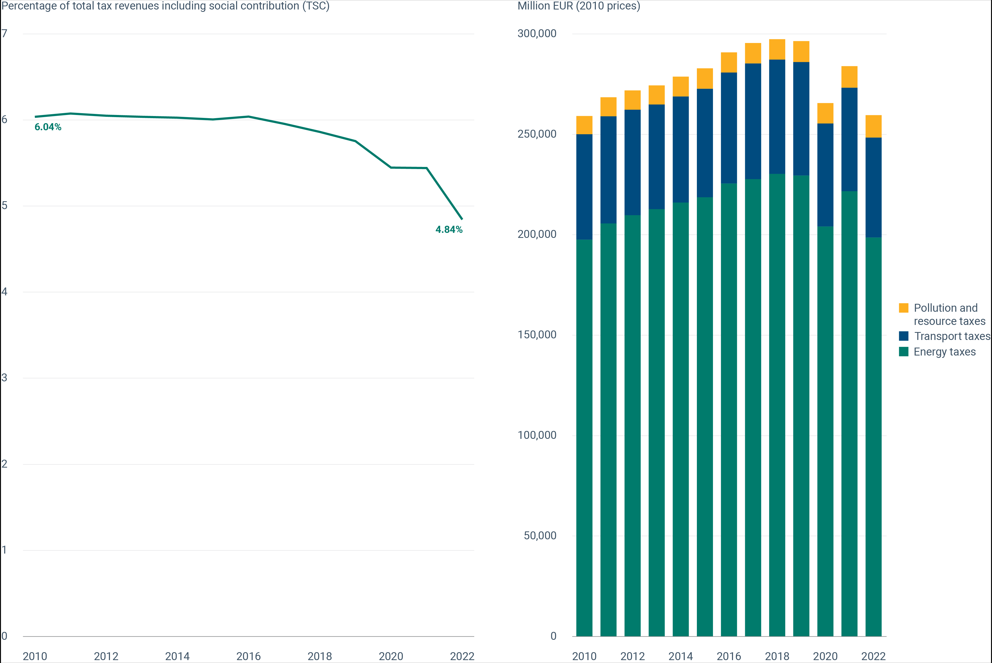 Percentage of total tax revenues including social contribution (TSC)
7
6
5
4
3
2
1
0
6.04%
4.84%
2010 2012 2014 2016 2018 2020 2022
Million EUR (2010 prices)
300,000
250,000
200,000
150,000
100,000
50,000
0
2010 2012 2014 2016 2018 2020 2022
Pollution and
resource taxes
Transport taxes
Energy taxes